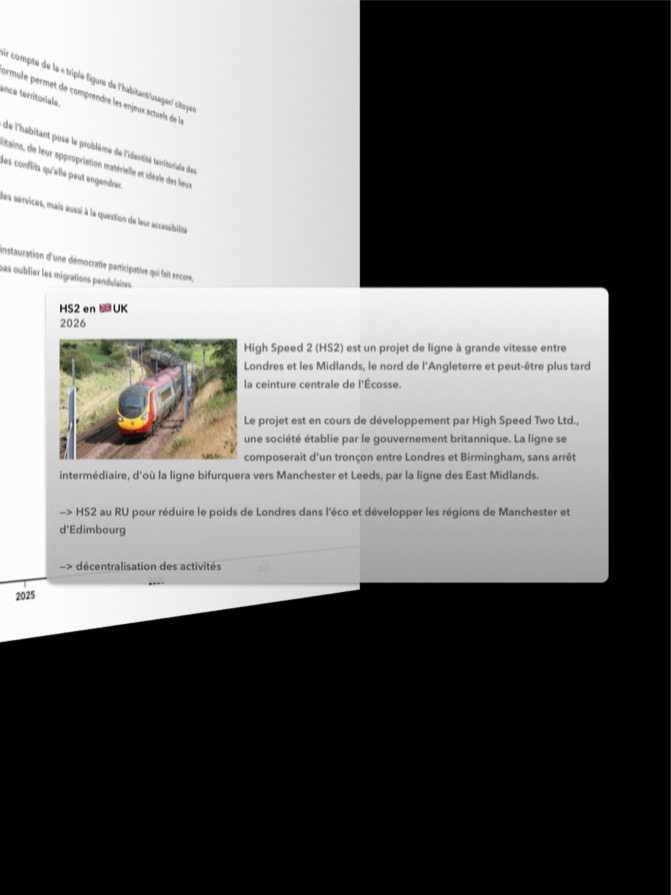 ir compte de la « triple figure de l'habitant/usager/ citoyen
formule permet de comprendre les enjeux actuels de la
ance territoriale.
de l'habitant pose le problème de l'identité territoriale des
litains, de leur appropriation matérielle et idéale des lieux
des conflits qu'elle peut engendrer.
des services, mais aussi à la question de leur accessibilité
instauration d'une démocratie participative qui fait encore,
pas oublier les migrations pendulaires
HS2 en 🇬🇧UK
2026
High Speed 2 (HS2) est un projet de ligne à grande vitesse entre
Londres et les Midlands, le nord de l'Angleterre et peut-être plus tard
la ceinture centrale de l'Écosse.
Le projet est en cours de développement par High Speed Two Ltd.,
une société établie par le gouvernement britannique. La ligne se
composerait d'un tronçon entre Londres et Birmingham, sans arrêt
intermédiaire, d'où la ligne bifurquera vers Manchester et Leeds, par la ligne des East Midlands.
—> HS2 au RU pour réduire le poids de Londres dans l'éco et développer les régions de Manchester et
d'Edimbourg
—> décentralisation des activités
2025